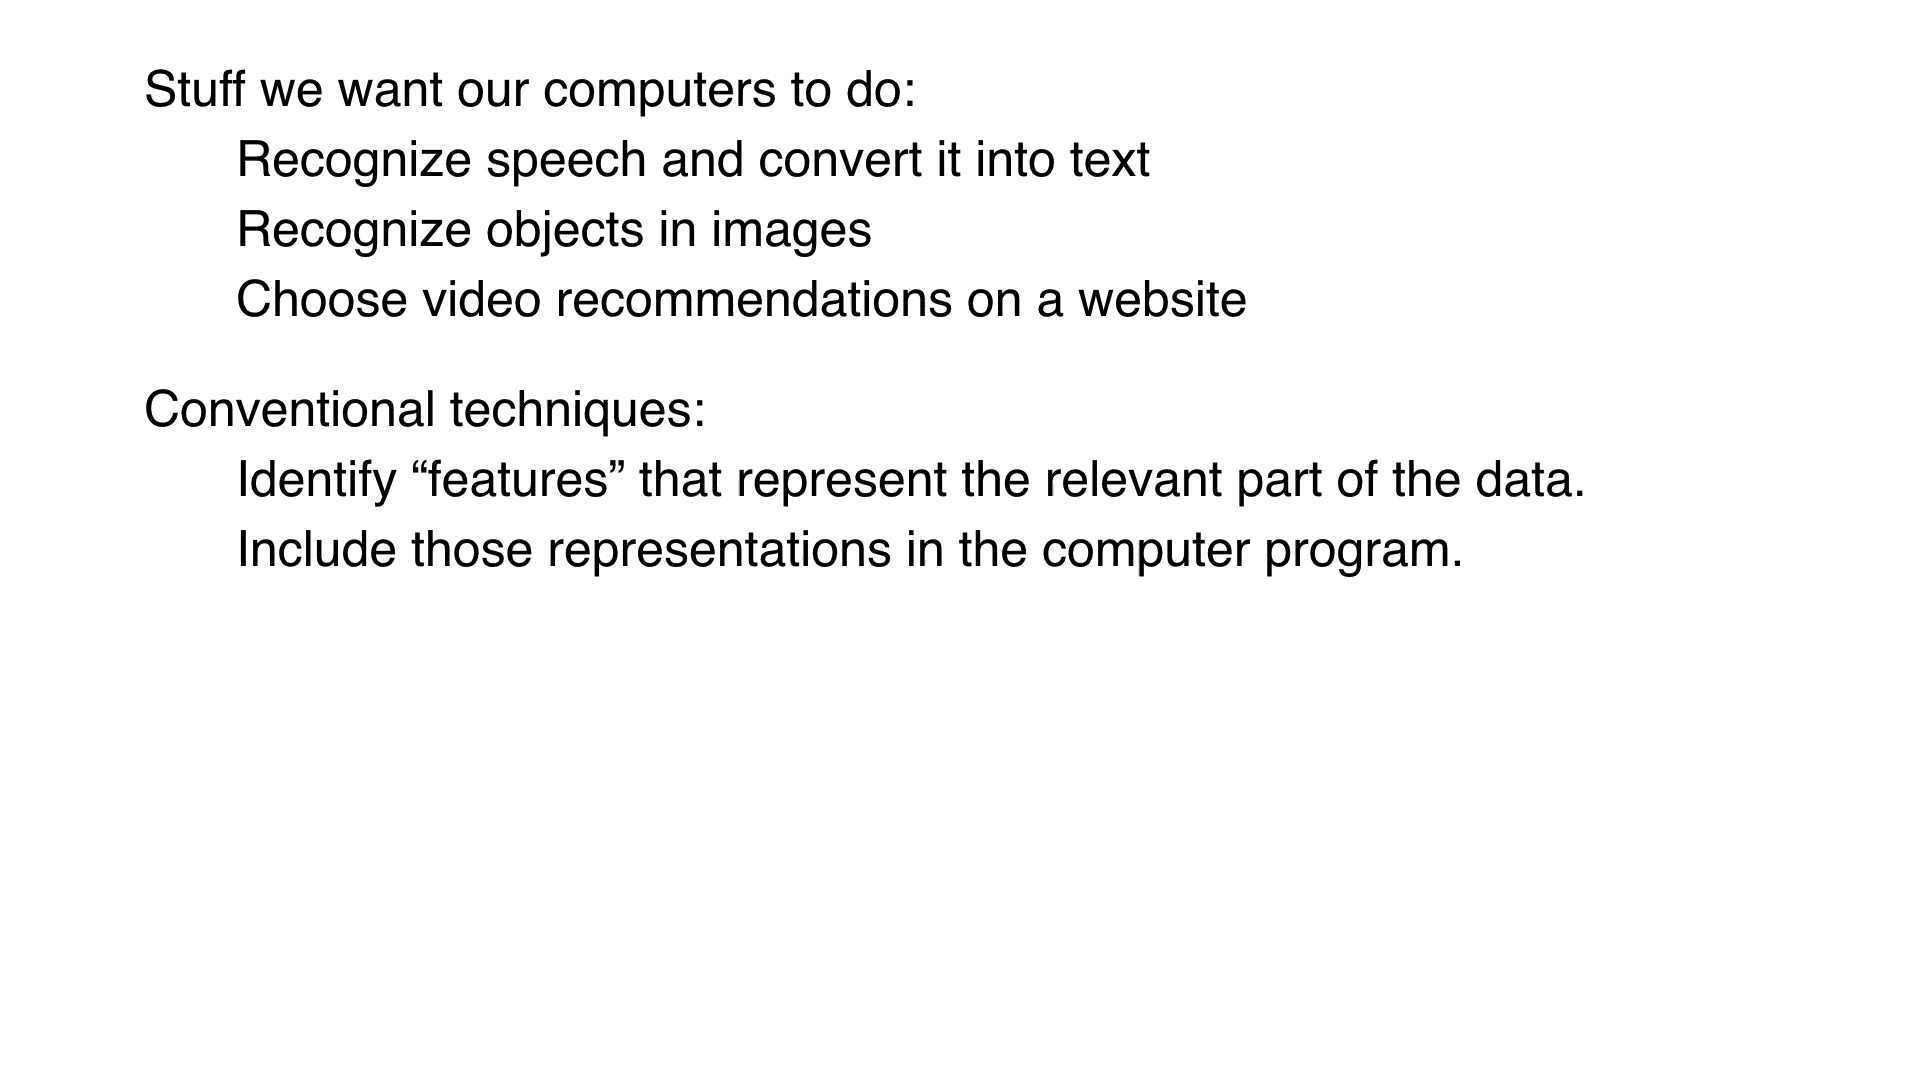 Stuff we want our computers to do:
Recognize speech and convert it into text
Recognize objects in images
Choose video recommendations on a website
Conventional techniques:
Identify “features” that represent the relevant part of the data.
Include those representations in the computer program.